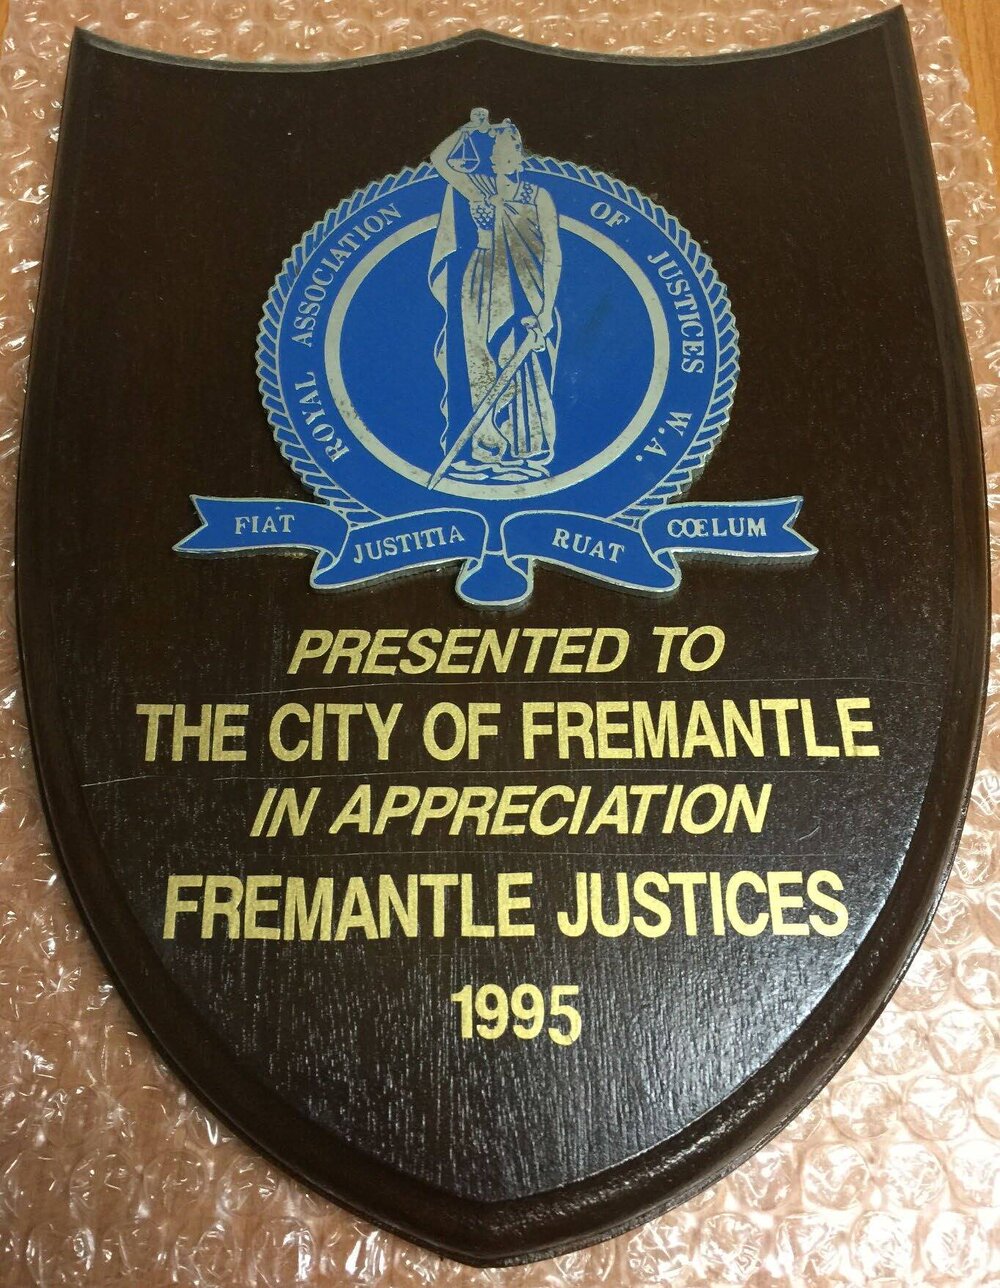 ROYAL ASSOCIATION OF JUSTICES W.A.
FIAT JUSTITIA RUAT CŒLUM
PRESENTED TO
THE CITY OF FREMANTLE
IN APPRECIATION
FREMANTLE JUSTICES
1995